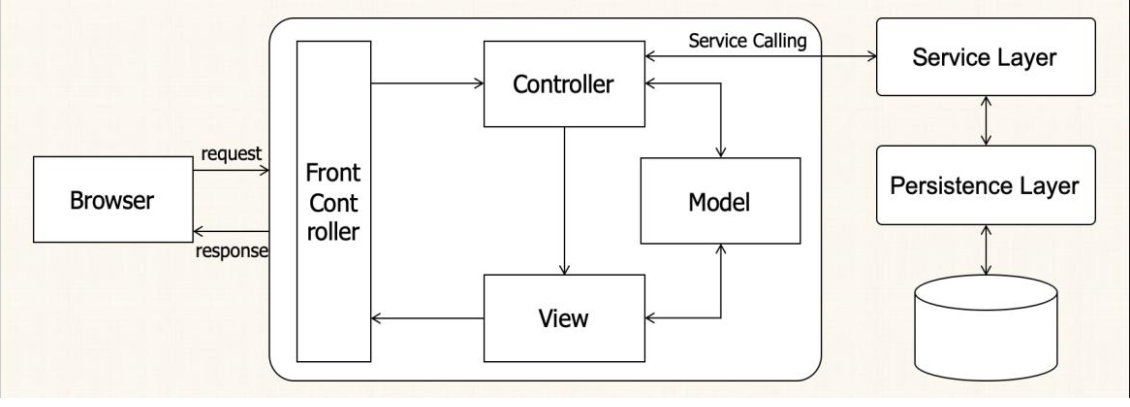 Service Calling
Service Layer
Controller
request
Front
Cont
roller
Browser
Model
Persistence Layer
response
View